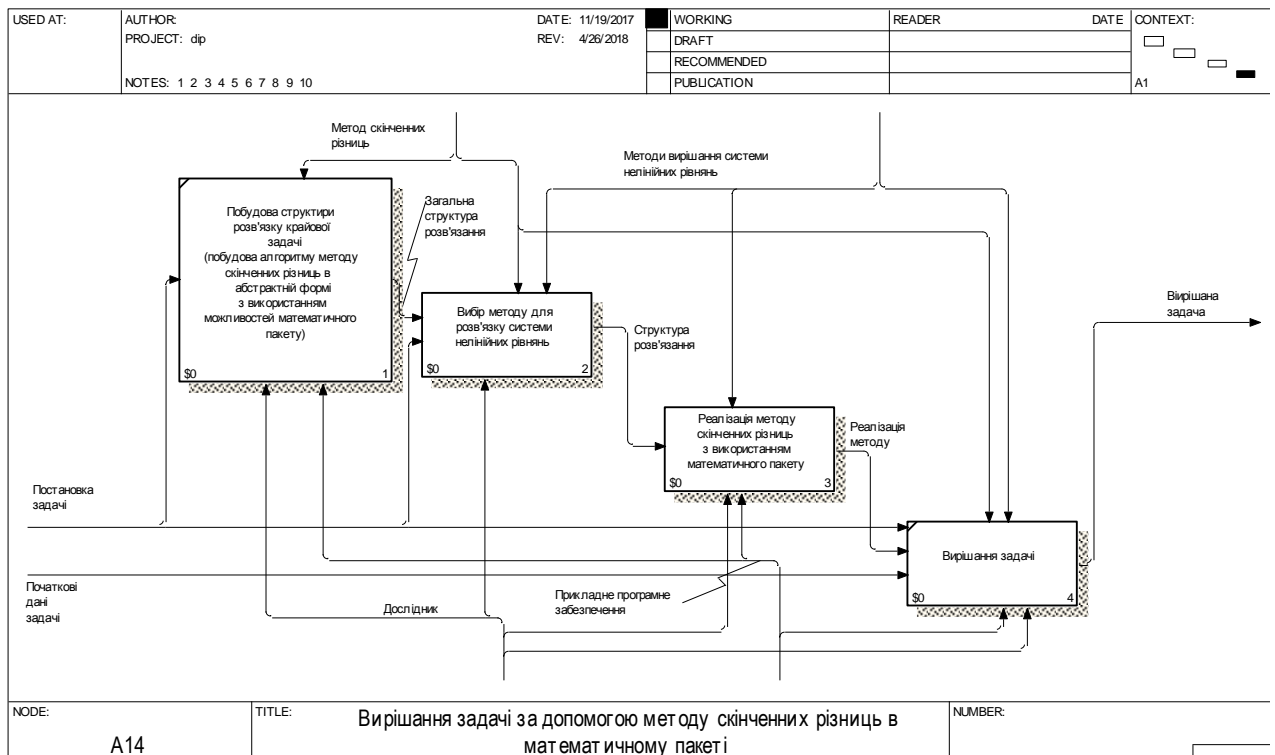 USED AT:
AUTHOR:
DATE: 11/19/2017
WORKING
READER
DATE
CONTEXT:
PROJECT: dip
REV: 4/26/2018
DRAFT
RECOMMENDED
NOTES: 1 2 3 4 5 6 7 8 9 10
PUBLICATION
A1
Метод скінченних
різниць
Методи вирішання системи
нелінійних рівнянь
Побудова структири
розв'язку крайової
задачі
(побудова алгоритму методу
скінченних різниць в
абстрактній формі
з використанням
можливостей математичного
пакету)
$0
1
Загальна
структура
розв'язання
Вибір методу для
розв'язку системи
нелінійних рівнянь
$0
2
Структура
розв'язання
Віирішана
задача
Реалізація методу
скінченних різниць
з використанням
математичного пакету
$0
3
Реалізація
методу
Постановка
задачі
Вирішання задачі
$0
4
Початкові
дані
задачі
Дослідник
Прикладне програмне
забезпечення
NODE:
A14
TITLE:
Вирішання задачі за допомогою методу скінченних різниць в
математичному пакеті
NUMBER: